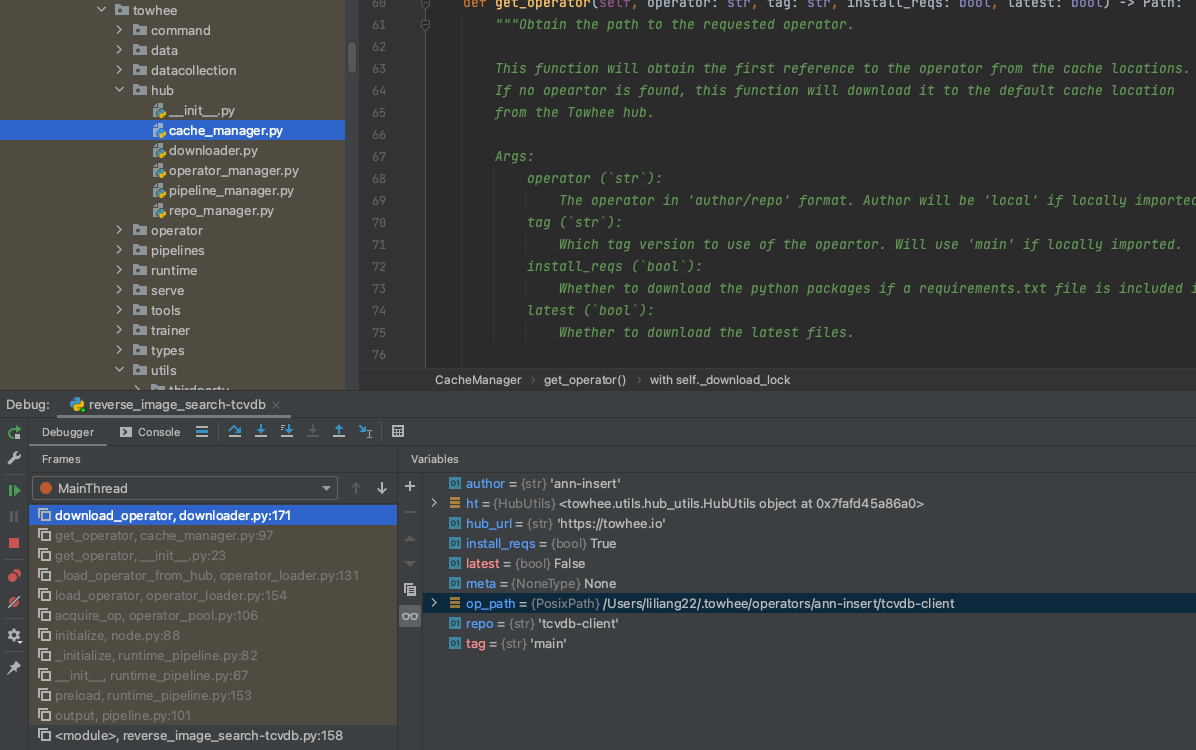 towhee
command
data
datacollection
hub
__init__.py
cache_manager.py
downloader.py
operator_manager.py
pipeline_manager.py
repo_manager.py
operator
pipelines
runtime
serve
tools
trainer
types
utils
thirdparty
60 def get_operator(self, operator: str, tag: str, install_reqs: bool, latest: bool) -> Path:
61 """Obtain the path to the requested operator.
62
63 This function will obtain the first reference to the operator from the cache locations.
64 If no opeartor is found, this function will download it to the default cache location
65 from the Towhee hub.
66
67 Args:
68 operator (`str`):
69 The operator in 'author/repo' format. Author will be 'local' if locally imported
70 tag (`str`):
71 Which tag version to use of the opeartor. Will use 'main' if locally imported.
72 install_reqs (`bool`):
73 Whether to download the python packages if a requirements.txt file is included i
74 latest (`bool`):
75 Whether to download the latest files.
76
CacheManager › get_operator() › with self._download_lock
Debug: reverse_image_search-tcvdb ×
Debugger Console
Frames
MainThread
download_operator, downloader.py:171
get_operator, cache_manager.py:97
get_operator, __init__.py:23
_load_operator_from_hub, operator_loader.py:131
load_operator, operator_loader.py:154
acquire_op, operator_pool.py:106
initialize, node.py:88
_initialize, runtime_pipeline.py:82
__init__, runtime_pipeline.py:67
preload, runtime_pipeline.py:153
output, pipeline.py:101
<module>, reverse_image_search-tcvdb.py:158
Variables
author = {str} 'ann-insert'
ht = {HubUtils} <towhee.utils.hub_utils.HubUtils object at 0x7fafd45a86a0>
hub_url = {str} 'https://towhee.io'
install_reqs = {bool} True
latest = {bool} False
meta = {NoneType} None
op_path = {PosixPath} /Users/liliang22/.towhee/operators/ann-insert/tcvdb-client
repo = {str} 'tcvdb-client'
tag = {str} 'main'